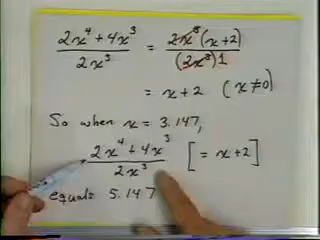 2x⁴+4x³ / 2x³ = 2x³(x+2) / (2x³)1
= x+2 (x≠0)
So when x = 3.147,
2x⁴+4x³ / 2x³ [= x+2]
equals 5.147